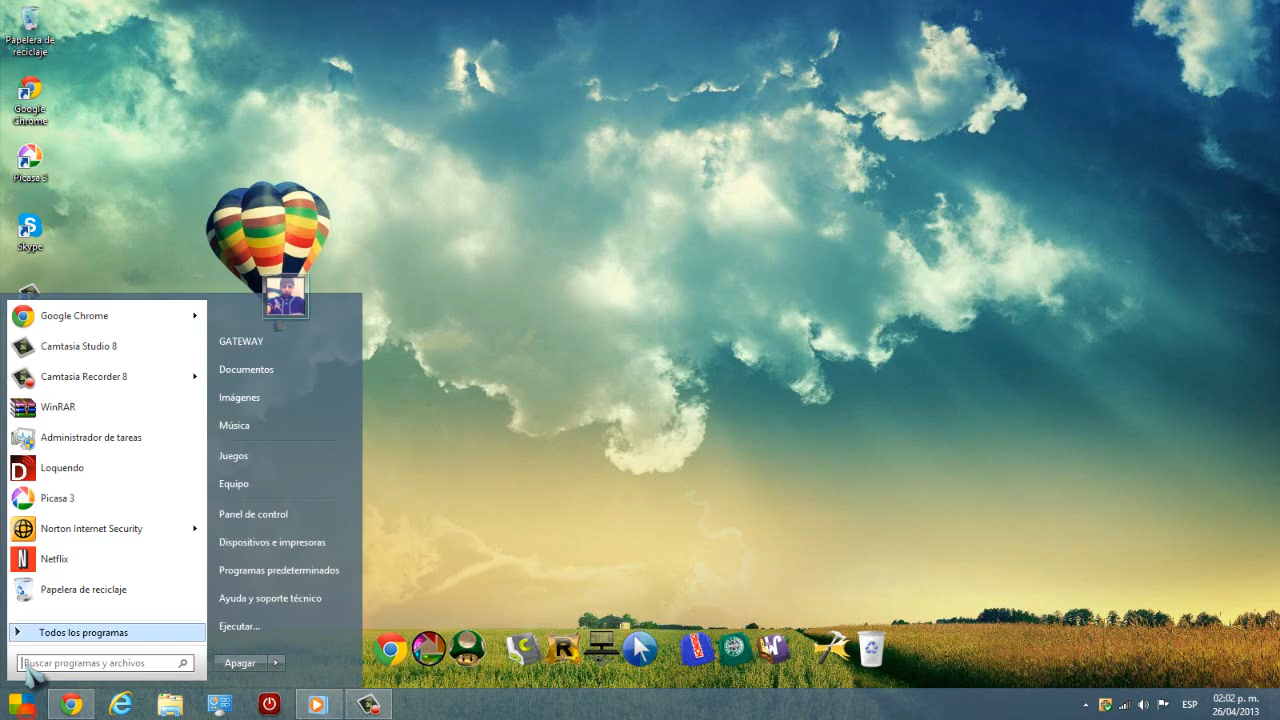 Papelera de
reciclaje
Google
Chrome
Picasa 3
Skype
Google Chrome
Camtasia Studio 8
Camtasia Recorder 8
WinRAR
Administrador de tareas
Loquendo
Picasa 3
Norton Internet Security
Netflix
Papelera de reciclaje
Todos los programas
Buscar programas y archivos
GATEWAY
Documentos
Imágenes
Música
Juegos
Equipo
Panel de control
Dispositivos e impresoras
Programas predeterminados
Ayuda y soporte técnico
Ejecutar...
Apagar
ESP
02:02 p. m.
26/04/2013